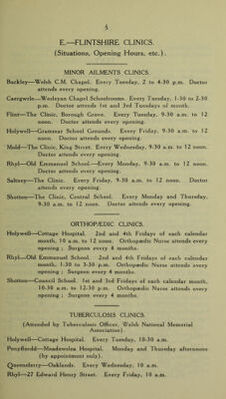 5
E.—FLINTSHIRE CLINICS.
(Situations, Opening Hours, etc.).
MINOR AILMENTS CLINICS.
Buckley—Welsh C.M. Chapel. Every Tuesday, 2 to 4-30 p.m. Doctor
attends every opening.
Caergwrle—Wesleyan Chapel Schoolrooms. Every Tuesday, 1-30 to 2-30
p.m. Doctor attends 1st and 3rd Tuesdays of month.
Flint—The Clinic, Borough Grove. Every Tuesday, 9-30 a.m. to 12
noon. Doctor attends every opening.
Holywell—Grammar School Grounds. Every Friday, 9-30 a.m. to 12
noon. Doctor attends every opening.
Mold—The Clinic, King Street. Every Wednesday, 9-30 a.m. to 12 noon.
Doctor attends every opening.
Rhyl—Old Emmanuel School.—Every Monday, 9-30 a.m. to 12 noon.
Doctor attends every opening.
Saltney—The Clinic. Every Friday, 9-30 a.m. to 12 noon. Doctor
attends every opening.
Shotton—The Clinic, Central School. Every Monday and Thursday,
9-30 a.m. to 12 noon. Doctor attends every opening.
ORTHOPÆDIC CLINICS.
Holywell—Cottage Hospital. 2nd and 4th Fridays of each calendar
month, 10 a.m. to 12 noon. Orthopædic Nurse attends every
opening ; Surgeon every 4 months.
Rhyl—Old Emmanuel School. 2nd and 4th Fridays of each calendar
month, 1-30 to 3-30 p.m. Orthopædic Nurse attends every
opening ; Surgeon every 4 months.
Shotton—Council School. 1st and 3rd Fridays of each calendar month,
10-30 a.m. to 12-30 p.m. Orthopædic Nurse attends every
opening ; Surgeon every 4 months.
TUBERCULOSIS CLINICS.
(Attended by Tuberculosis Officer, Welsh National Memorial
Association).
Holywell—Cottage Hospital. Every Tuesday, 10-30 a.m.
Penyffordd—Meadowslea Hospital. Monday and Thursday afternoons
(by appointment only).
Queensferry—Oaklands. Every Wednesday, 10 a.m.
Rhyl—27 Edward Henry Street. Every Friday, 10 a.m.